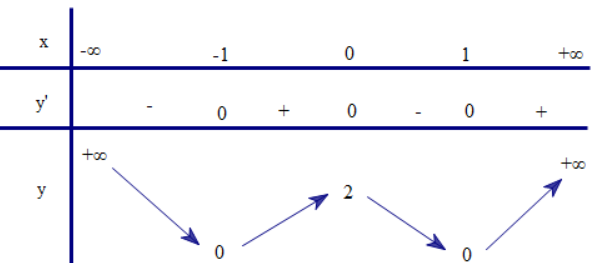 x -∞ -1 0 1 +∞
y' - 0 + 0 - 0 +
+∞ +∞
y 2
0 0